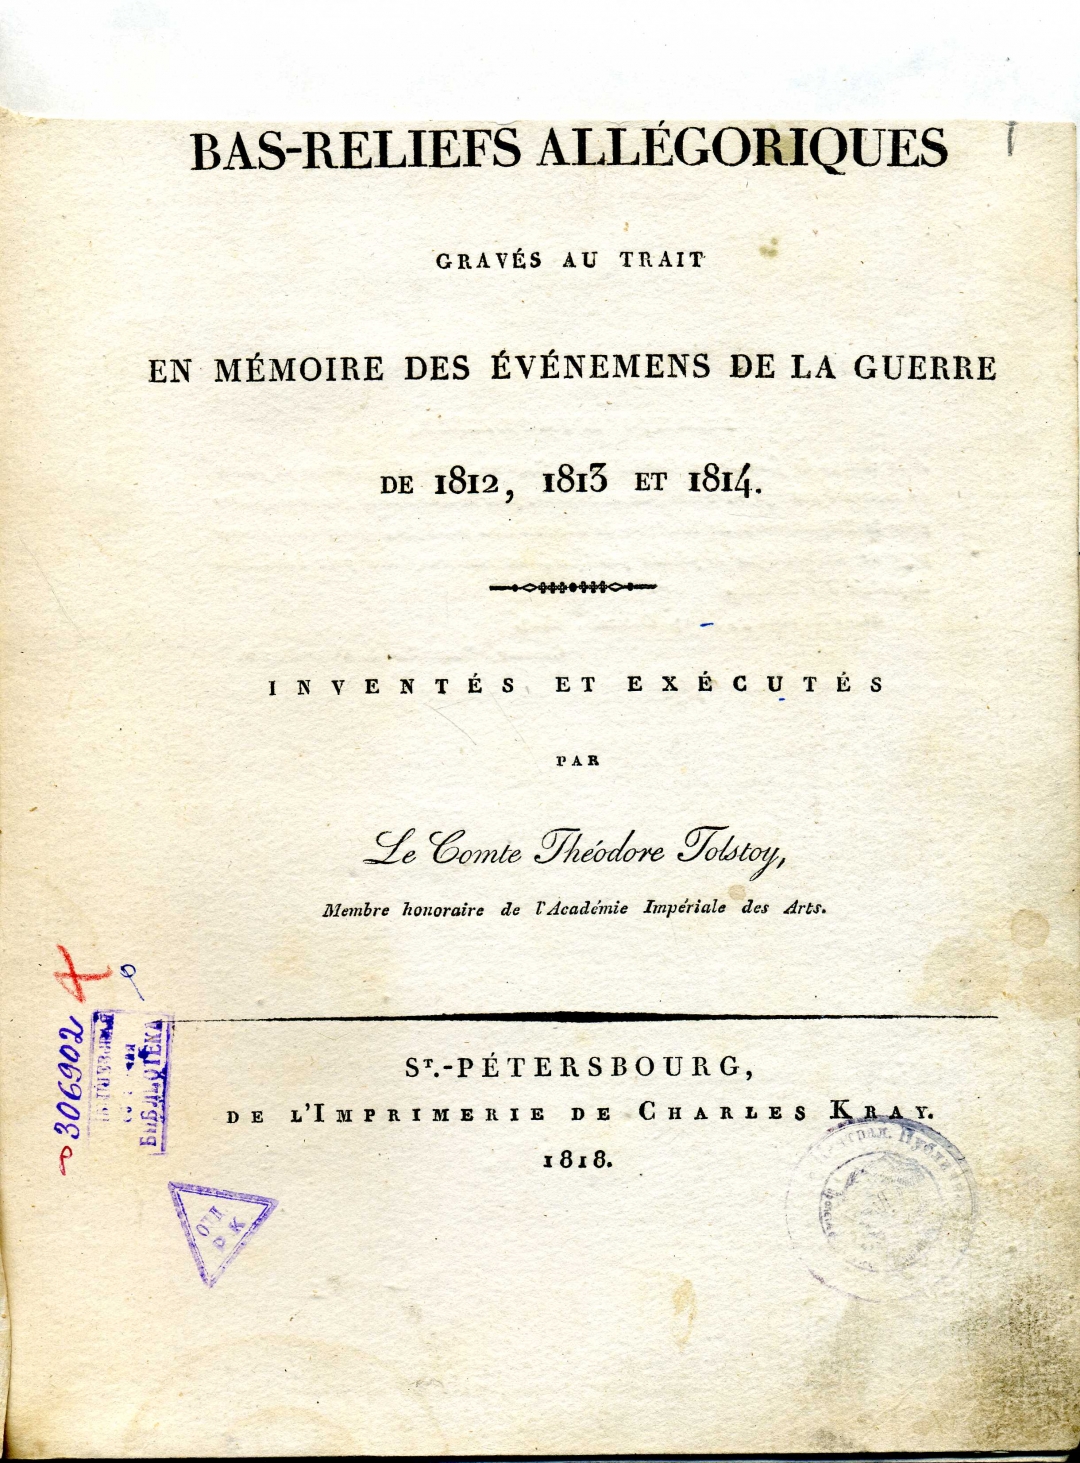 BAS-RELIEFS ALLÉGORIQUES
GRAVÉS AU TRAIT
EN MÉMOIRE DES ÉVÉNEMENS DE LA GUERRE
DE 1812, 1813 ET 1814.
INVENTÉS ET EXÉCUTÉS
PAR
Le Comte Théodore Tolstoy,
Membre honoraire de l'Académie Impériale des Arts.
ST.-PÉTERSBOURG,
DE L'IMPRIMERIE DE CHARLES KRAY.
1818.
306902
БИБЛИОТЕКА
РК